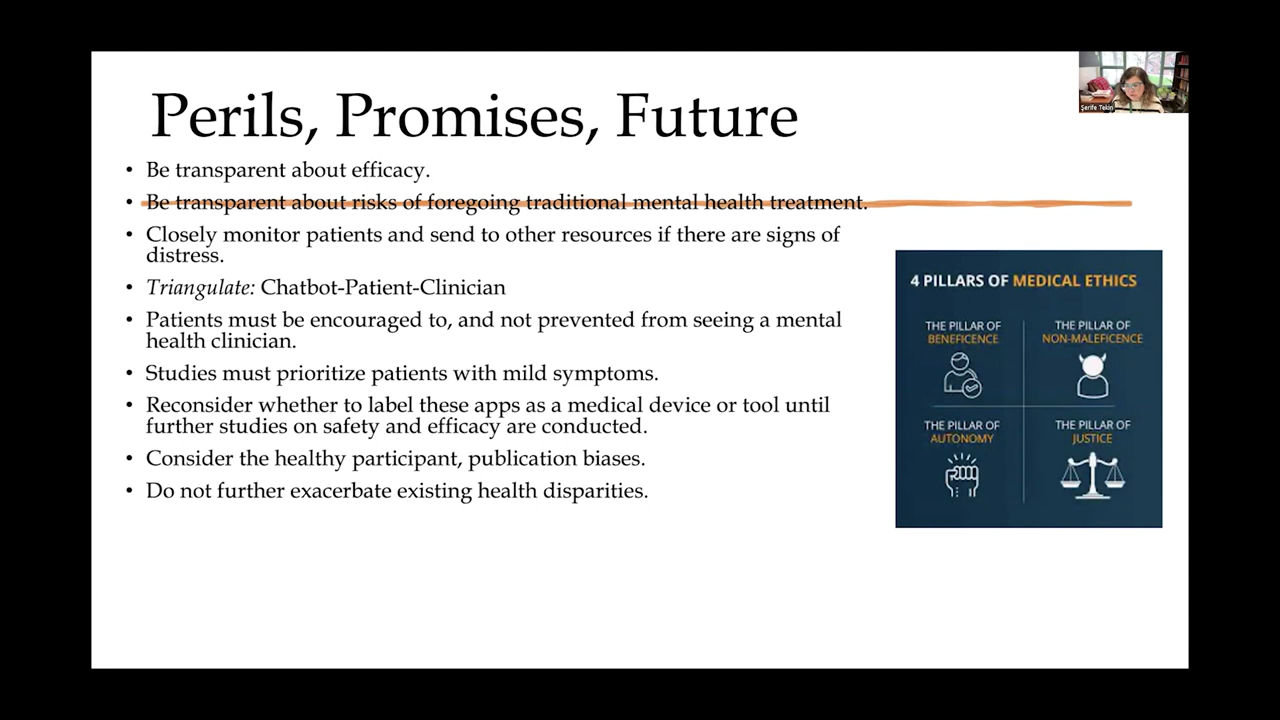 Perils, Promises, Future
• Be transparent about efficacy.
• Be transparent about risks of foregoing traditional mental health treatment.
• Closely monitor patients and send to other resources if there are signs of
distress.
• Triangulate: Chatbot-Patient-Clinician
• Patients must be encouraged to, and not prevented from seeing a mental
health clinician.
• Studies must prioritize patients with mild symptoms.
• Reconsider whether to label these apps as a medical device or tool until
further studies on safety and efficacy are conducted.
• Consider the healthy participant, publication biases.
• Do not further exacerbate existing health disparities.
4 PILLARS OF MEDICAL ETHICS
THE PILLAR OF
BENEFICENCE
THE PILLAR OF
NON-MALEFICENCE
THE PILLAR OF
AUTONOMY
THE PILLAR OF
JUSTICE
Şerife Tekin